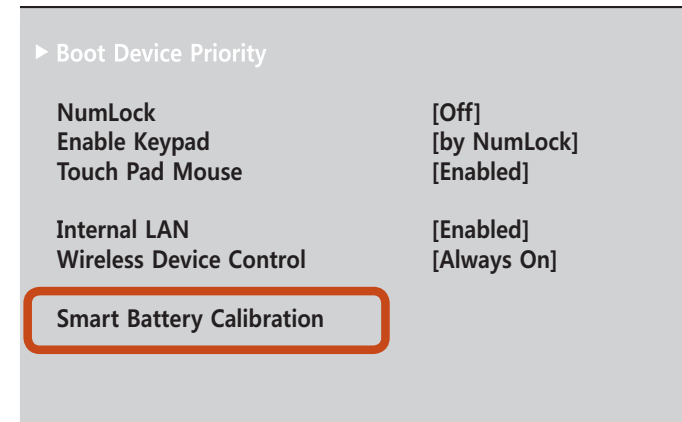 ▶ Boot Device Priority
NumLock [Off]
Enable Keypad [by NumLock]
Touch Pad Mouse [Enabled]
Internal LAN [Enabled]
Wireless Device Control [Always On]
Smart Battery Calibration